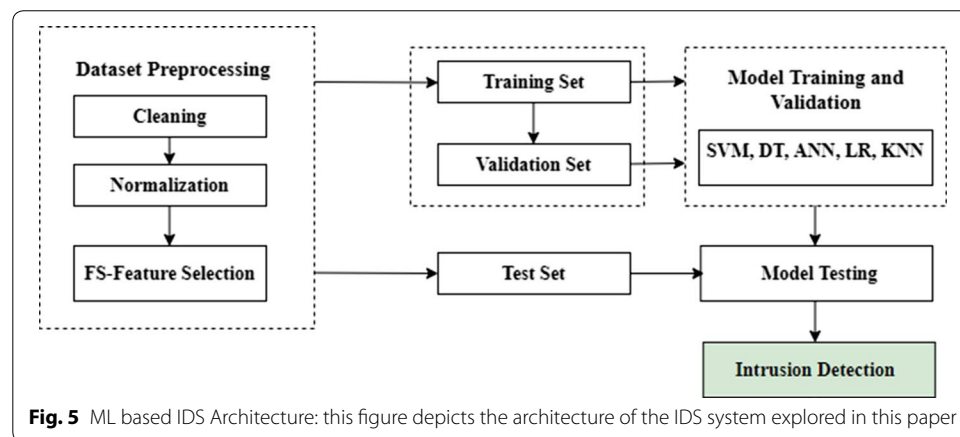 Dataset Preprocessing
Cleaning
Normalization
FS-Feature Selection
Training Set
Validation Set
Test Set
Model Training and
Validation
SVM, DT, ANN, LR, KNN
Model Testing
Intrusion Detection
Fig. 5 ML based IDS Architecture: this figure depicts the architecture of the IDS system explored in this paper